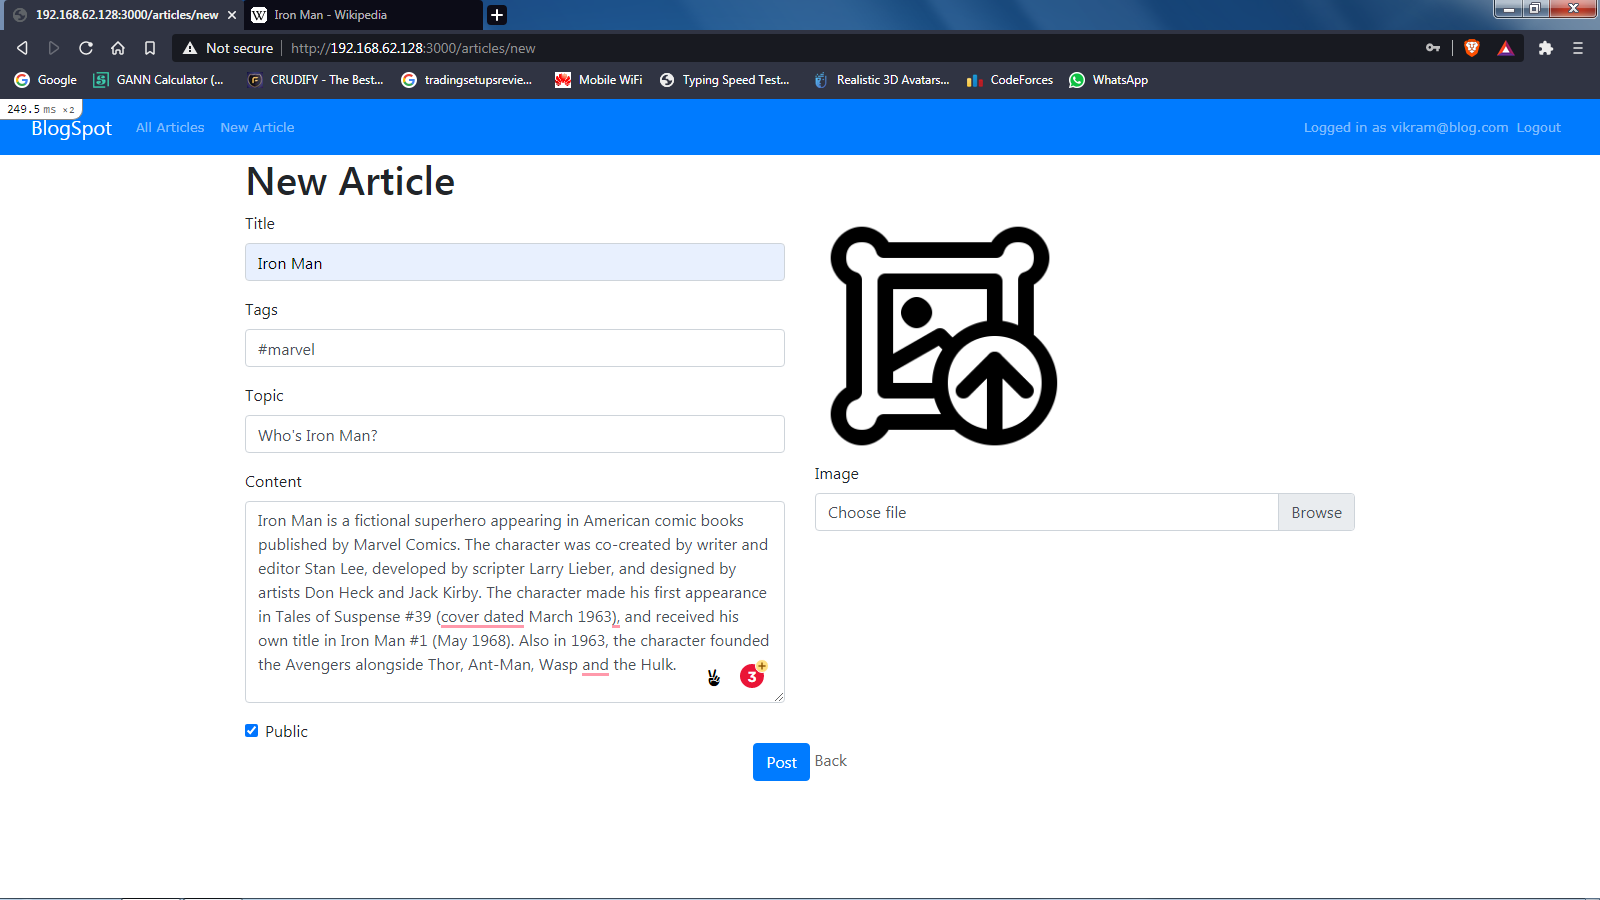 192.168.62.128:3000/articles/new
W Iron Man - Wikipedia
Not secure http://192.168.62.128:3000/articles/new
Google GANN Calculator (... CRUDIFY - The Best... tradingsetupsrevie... Mobile WiFi Typing Speed Test... Realistic 3D Avatars... CodeForces WhatsApp
249.5 ms ×2
BlogSpot All Articles New Article Logged in as vikram@blog.com Logout
New Article
Title
Iron Man
Tags
#marvel
Topic
Who's Iron Man?
Content
Iron Man is a fictional superhero appearing in American comic books
published by Marvel Comics. The character was co-created by writer and
editor Stan Lee, developed by scripter Larry Lieber, and designed by
artists Don Heck and Jack Kirby. The character made his first appearance
in Tales of Suspense #39 (cover dated March 1963), and received his
own title in Iron Man #1 (May 1968). Also in 1963, the character founded
the Avengers alongside Thor, Ant-Man, Wasp and the Hulk.
3
Image
Choose file Browse
Public
Post Back